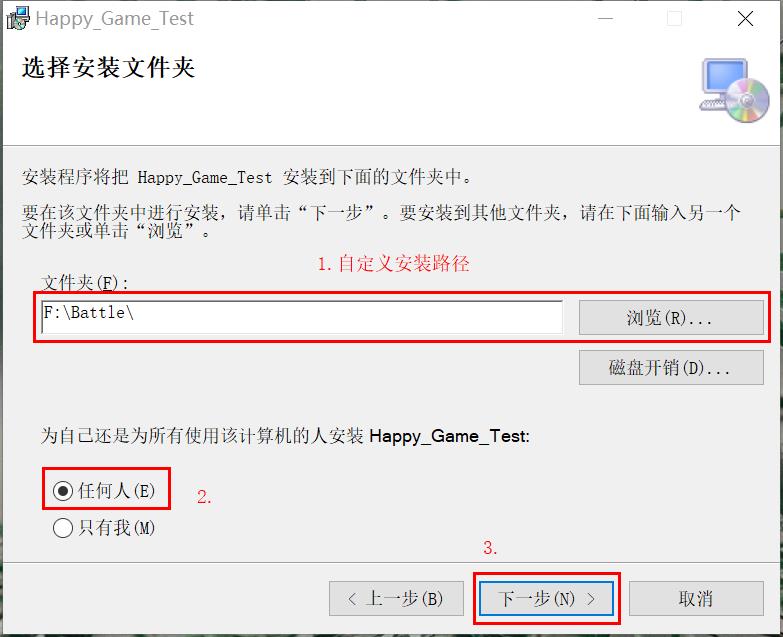 Happy_Game_Test
选择安装文件夹
安装程序将把 Happy_Game_Test 安装到下面的文件夹中。
要在该文件夹中进行安装，请单击“下一步”。要安装到其他文件夹，请在下面输入另一个
文件夹或单击“浏览”。
1.自定义安装路径
文件夹(F):
F:\Battle\
浏览(R)...
磁盘开销(D)...
为自己还是为所有使用该计算机的人安装 Happy_Game_Test:
任何人(E)
2.
只有我(M)
3.
< 上一步(B)
下一步(N) >
取消